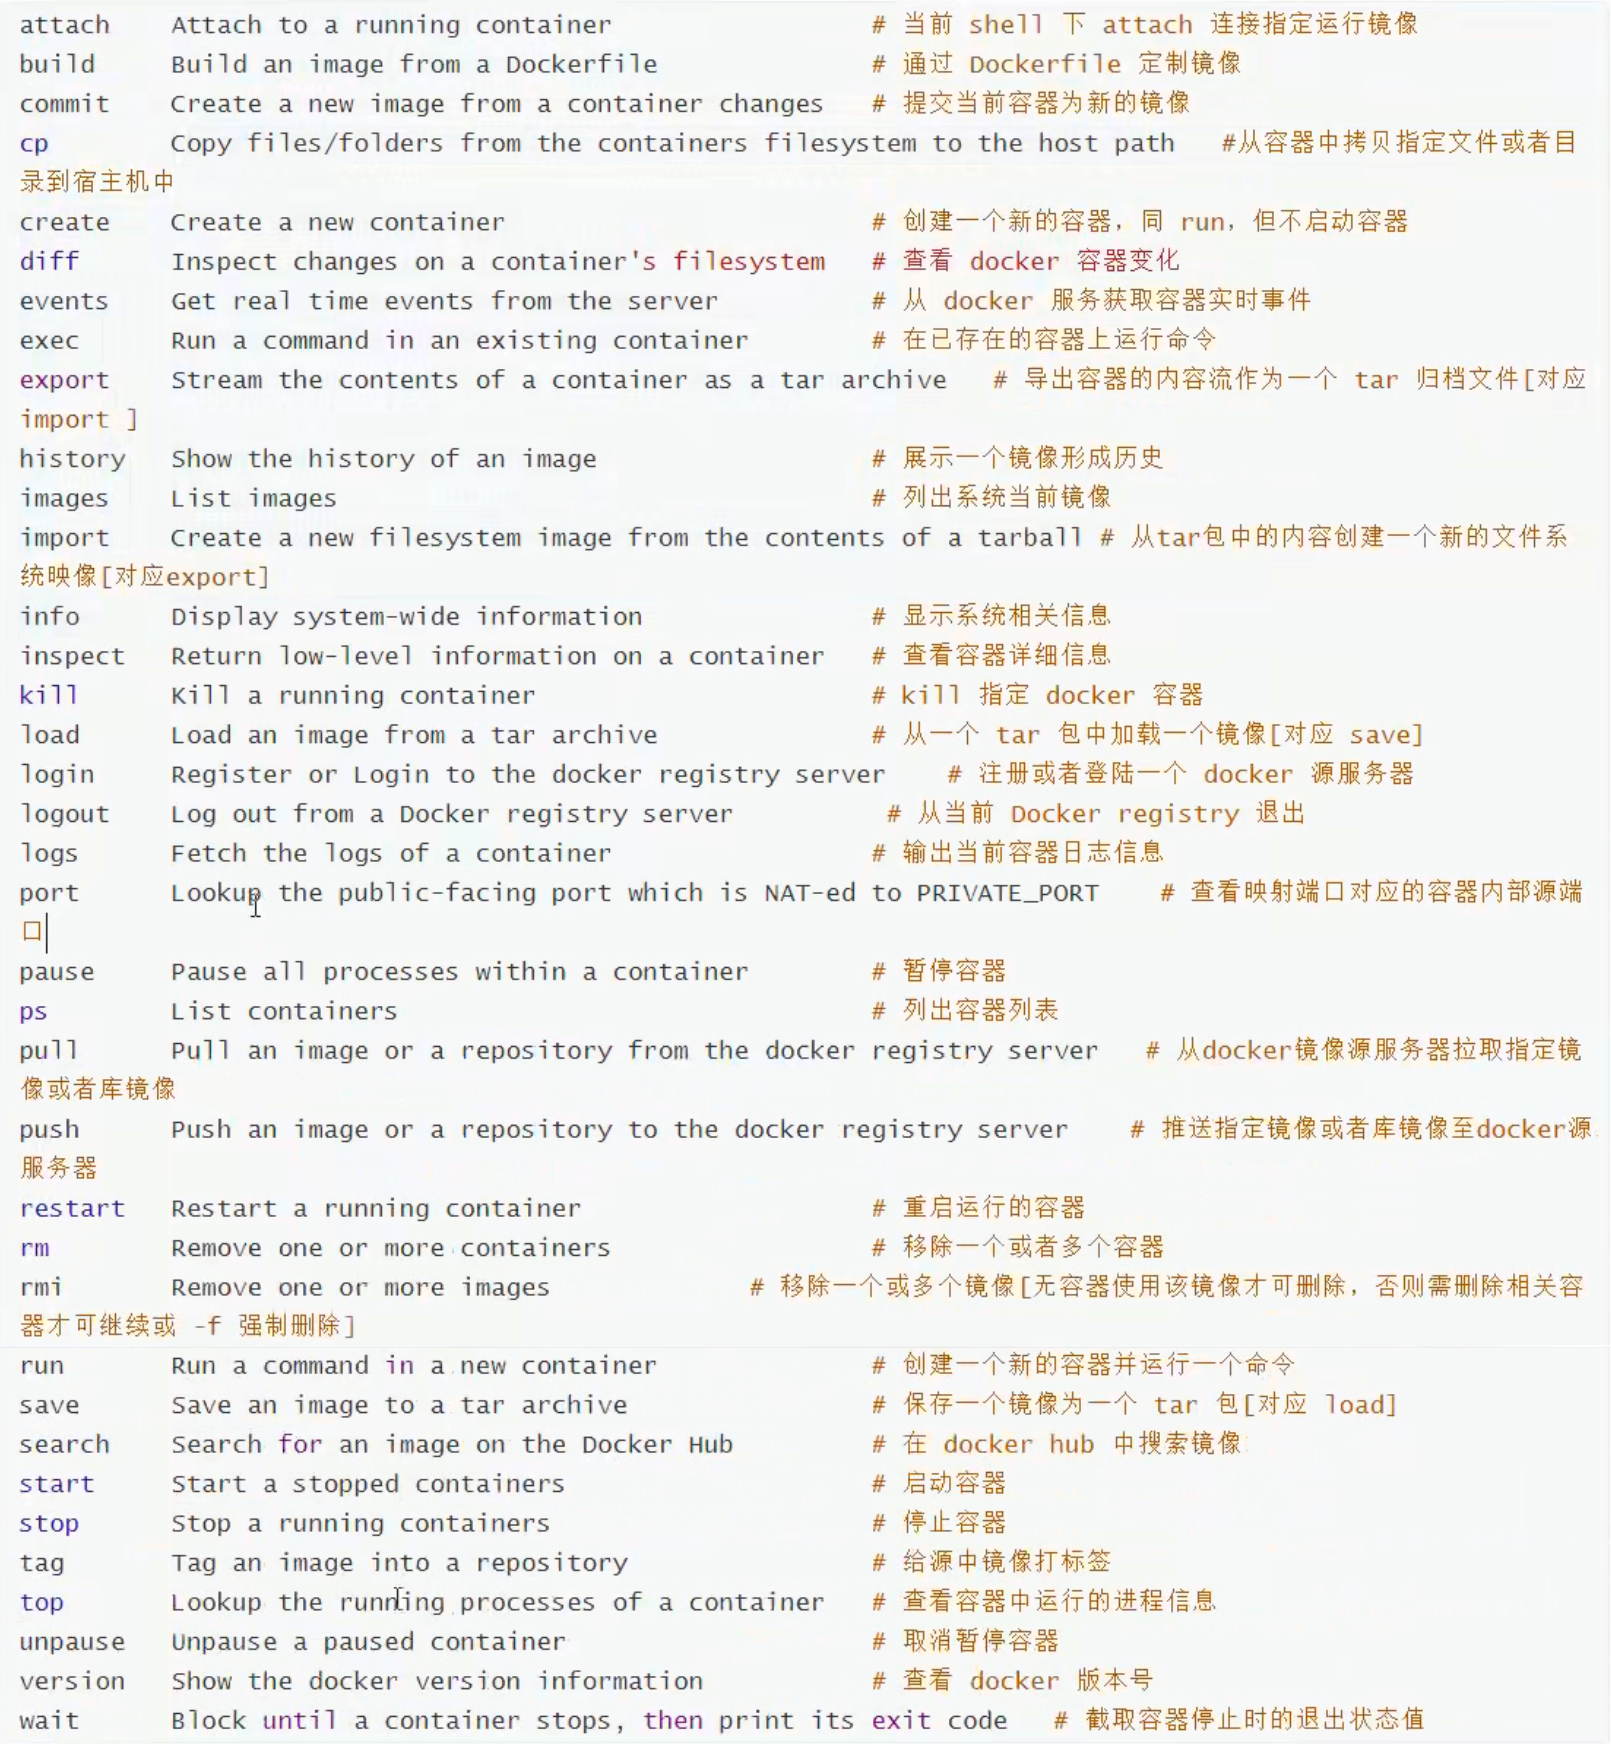 attach    Attach to a running container                 # 当前 shell 下 attach 连接指定运行镜像
build     Build an image from a Dockerfile              # 通过 Dockerfile 定制镜像
commit    Create a new image from a container changes   # 提交当前容器为新的镜像
cp        Copy files/folders from the containers filesystem to the host path   #从容器中拷贝指定文件或者目
录到宿主机中
create    Create a new container                        # 创建一个新的容器，同 run，但不启动容器
diff      Inspect changes on a container's filesystem   # 查看 docker 容器变化
events    Get real time events from the server          # 从 docker 服务获取容器实时事件
exec      Run a command in an existing container        # 在已存在的容器上运行命令
export    Stream the contents of a container as a tar archive   # 导出容器的内容流作为一个 tar 归档文件[对应
import ]
history   Show the history of an image                  # 展示一个镜像形成历史
images    List images                                   # 列出系统当前镜像
import    Create a new filesystem image from the contents of a tarball # 从tar包中的内容创建一个新的文件系
统映像[对应export]
info      Display system-wide information               # 显示系统相关信息
inspect   Return low-level information on a container   # 查看容器详细信息
kill      Kill a running container                      # kill 指定 docker 容器
load      Load an image from a tar archive              # 从一个 tar 包中加载一个镜像[对应 save]
login     Register or Login to the docker registry server    # 注册或者登陆一个 docker 源服务器
logout    Log out from a Docker registry server          # 从当前 Docker registry 退出
logs      Fetch the logs of a container                 # 输出当前容器日志信息
port      Lookup the public-facing port which is NAT-ed to PRIVATE_PORT    # 查看映射端口对应的容器内部源端
口
pause     Pause all processes within a container        # 暂停容器
ps        List containers                               # 列出容器列表
pull      Pull an image or a repository from the docker registry server   # 从docker镜像源服务器拉取指定镜
像或者库镜像
push      Push an image or a repository to the docker registry server    # 推送指定镜像或者库镜像至docker源
服务器
restart   Restart a running container                   # 重启运行的容器
rm        Remove one or more containers                 # 移除一个或者多个容器
rmi       Remove one or more images             # 移除一个或多个镜像[无容器使用该镜像才可删除，否则需删除相关容
器才可继续或 -f 强制删除]
run       Run a command in a new container              # 创建一个新的容器并运行一个命令
save      Save an image to a tar archive                # 保存一个镜像为一个 tar 包[对应 load]
search    Search for an image on the Docker Hub         # 在 docker hub 中搜索镜像
start     Start a stopped containers                    # 启动容器
stop      Stop a running containers                     # 停止容器
tag       Tag an image into a repository                # 给源中镜像打标签
top       Lookup the running processes of a container   # 查看容器中运行的进程信息
unpause   Unpause a paused container                    # 取消暂停容器
version   Show the docker version information           # 查看 docker 版本号
wait      Block until a container stops, then print its exit code   # 截取容器停止时的退出状态值